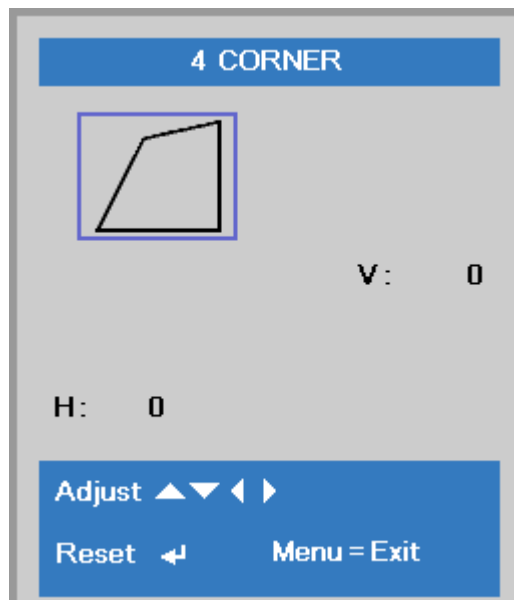 4 CORNER
V: 0
H: 0
Adjust ▲▼◀▶
Reset ↵ Menu = Exit